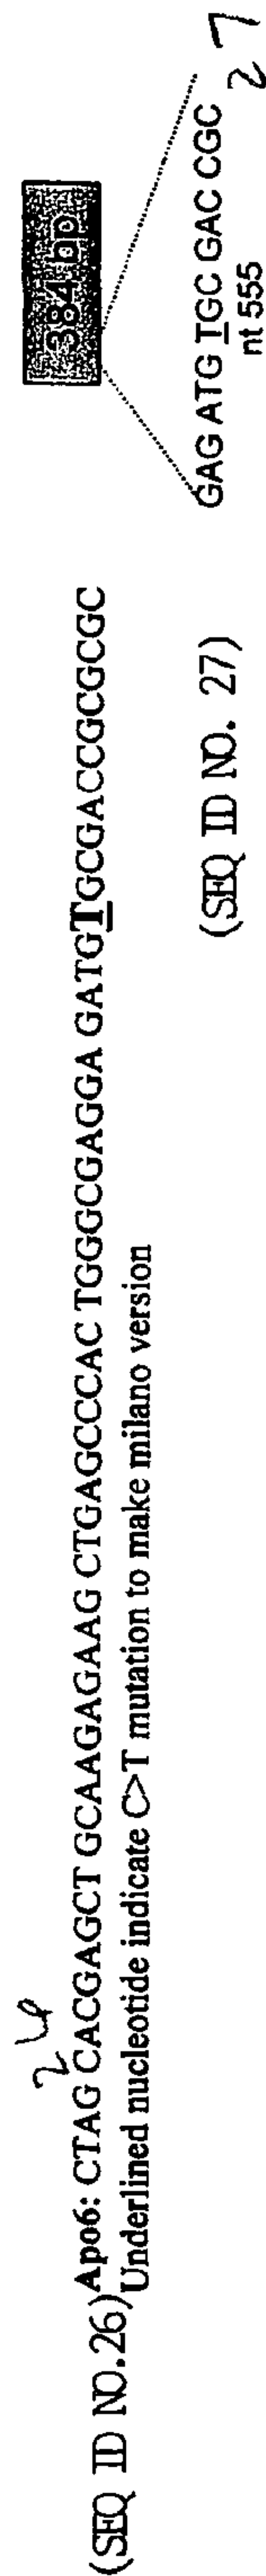 26
(SEQ ID NO.26) Apo6: CTAG CACGAGCT GCAAGAGAAG CTGAGCCCAC TGGGCGAGGA GATGTGCGACCGCGCGC
Underlined nucleotide indicate C>T mutation to make milano version
384 bp
GAG ATG TGC GAC CGC
nt 555
27
(SEQ ID NO. 27)